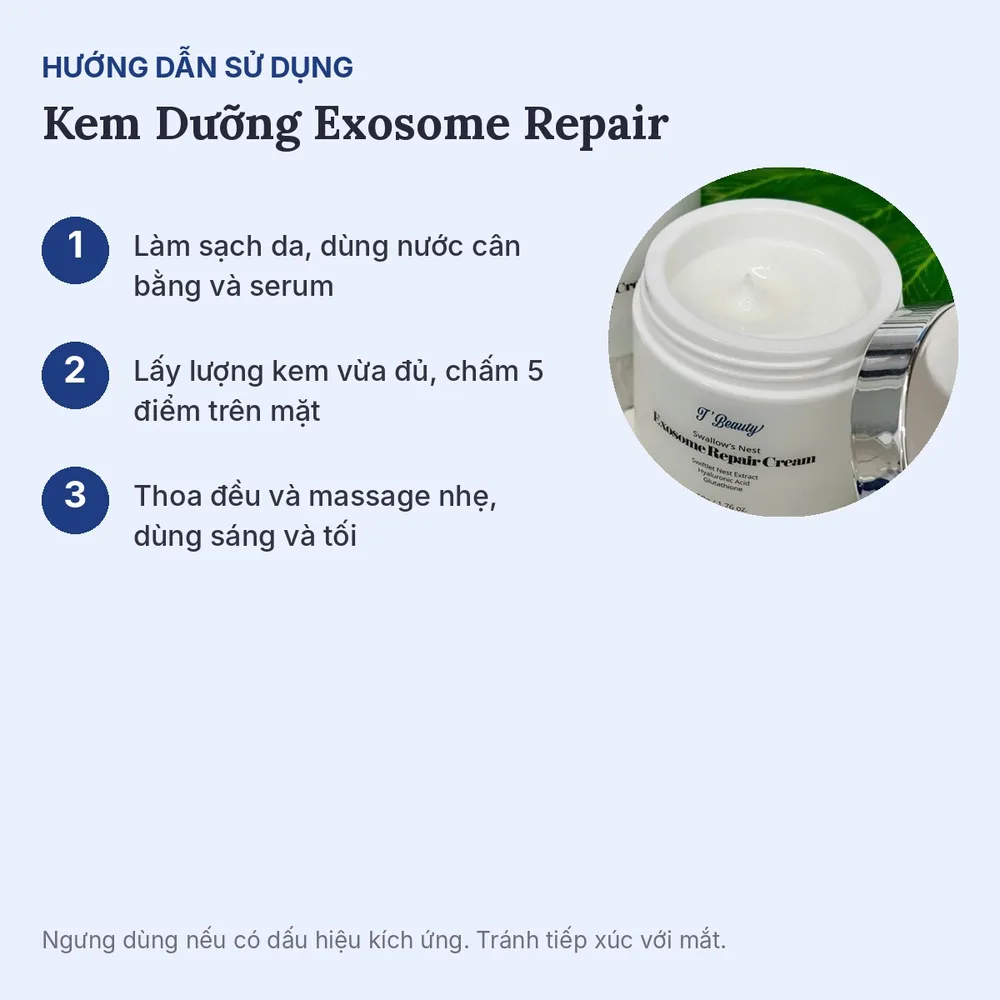 HƯỚNG DẪN SỬ DỤNG
Kem Dưỡng Exosome Repair
1
Làm sạch da, dùng nước cân
bằng và serum
2
Lấy lượng kem vừa đủ, chấm 5
điểm trên mặt
3
Thoa đều và massage nhẹ,
dùng sáng và tối
T' Beauty
Swallow's Nest
Exosome Repair Cream
Swiftlet Nest Extract
Hyaluronic Acid
Glutathione
1.76 oz.
Ngưng dùng nếu có dấu hiệu kích ứng. Tránh tiếp xúc với mắt.